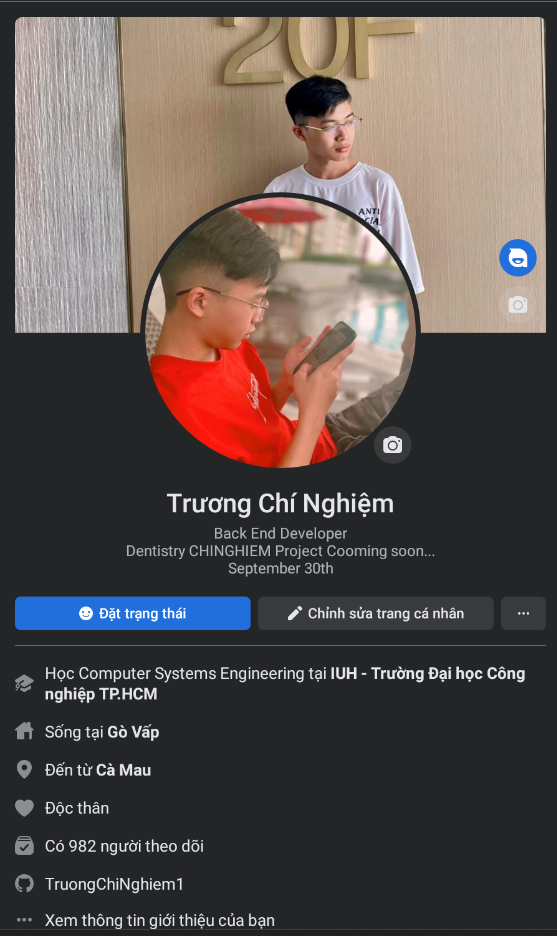 20F
ANTI
Trương Chí Nghiệm
Back End Developer
Dentistry CHINGHIEM Project Cooming soon...
September 30th
Đặt trạng thái
Chỉnh sửa trang cá nhân
Học Computer Systems Engineering tại IUH - Trường Đại học Công
nghiệp TP.HCM
Sống tại Gò Vấp
Đến từ Cà Mau
Độc thân
Có 982 người theo dõi
TruongChiNghiem1
Xem thông tin giới thiệu của bạn